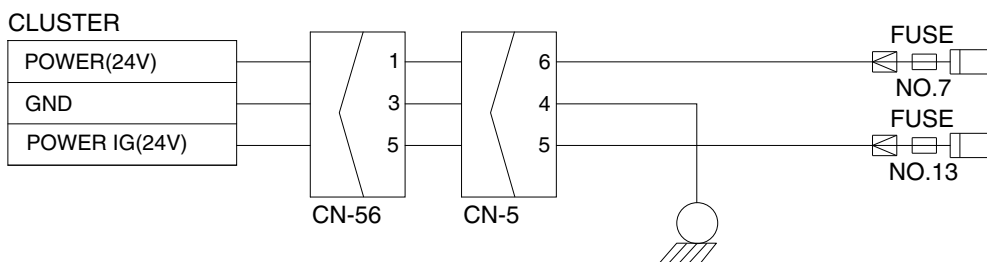 CLUSTER
POWER(24V)
GND
POWER IG(24V)
1
3
5
CN-56
6
4
5
CN-5
FUSE
NO.7
FUSE
NO.13